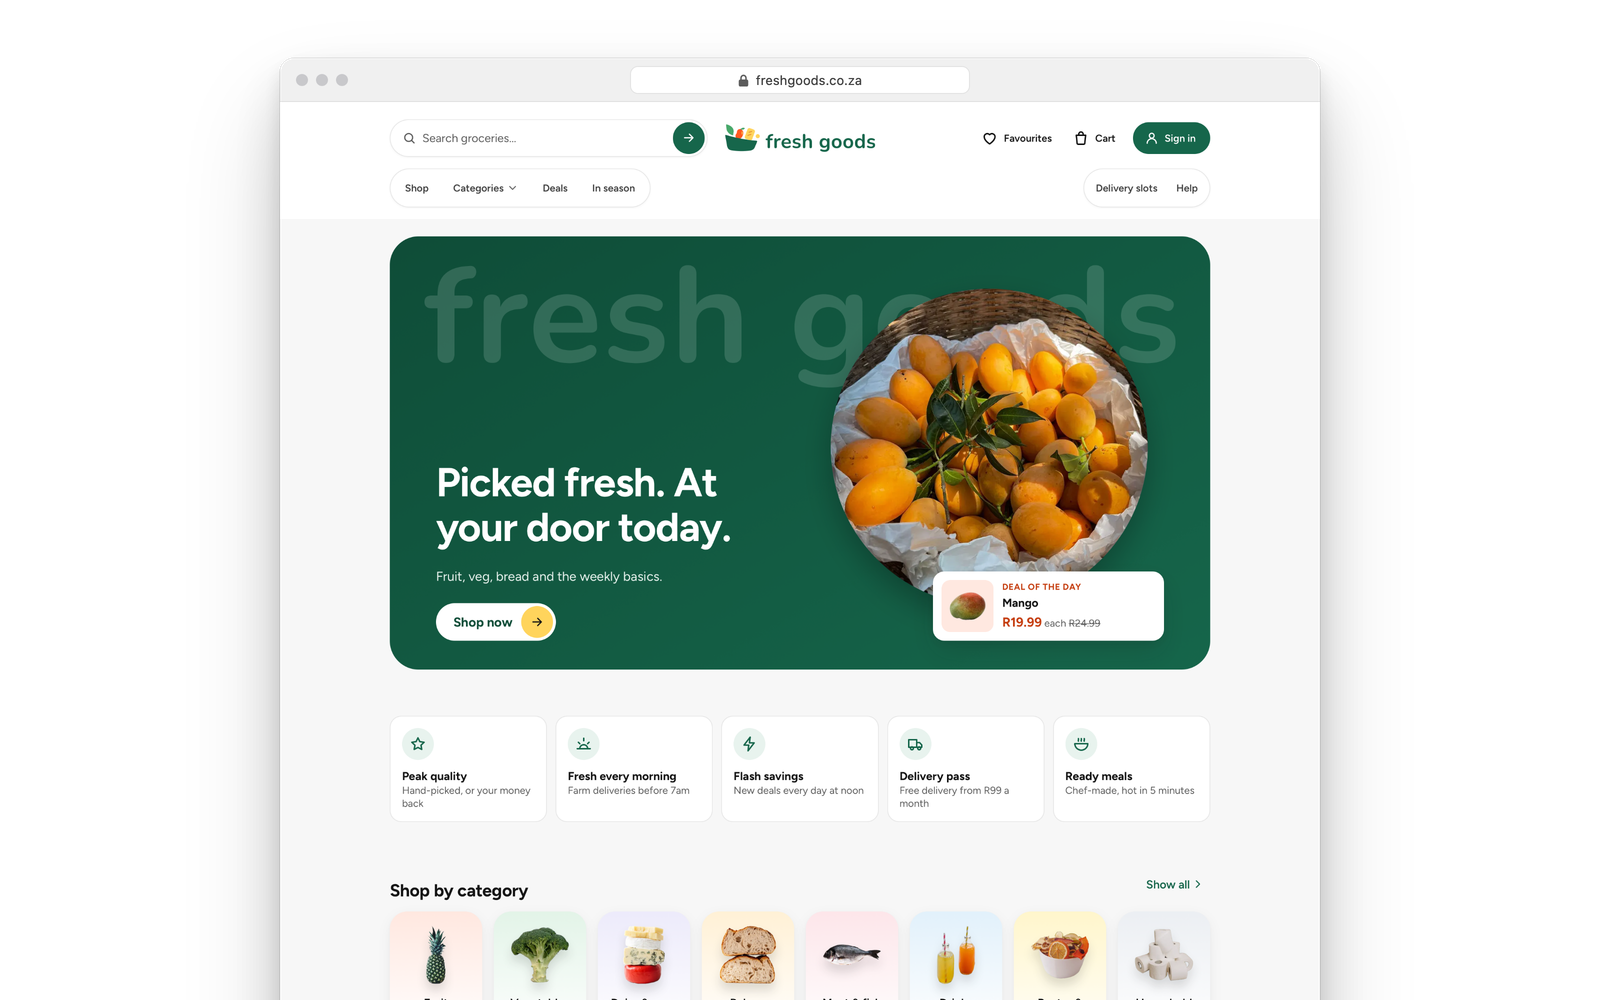 freshgoods.co.za
Search groceries...
fresh goods
Favourites
Cart
Sign in
Shop
Categories
Deals
In season
Delivery slots
Help
fresh goods
Picked fresh. At
your door today.
Fruit, veg, bread and the weekly basics.
Shop now
DEAL OF THE DAY
Mango
R19.99 each R24.99
Peak quality
Hand-picked, or your money
back
Fresh every morning
Farm deliveries before 7am
Flash savings
New deals every day at noon
Delivery pass
Free delivery from R99 a
month
Ready meals
Chef-made, hot in 5 minutes
Shop by category
Show all